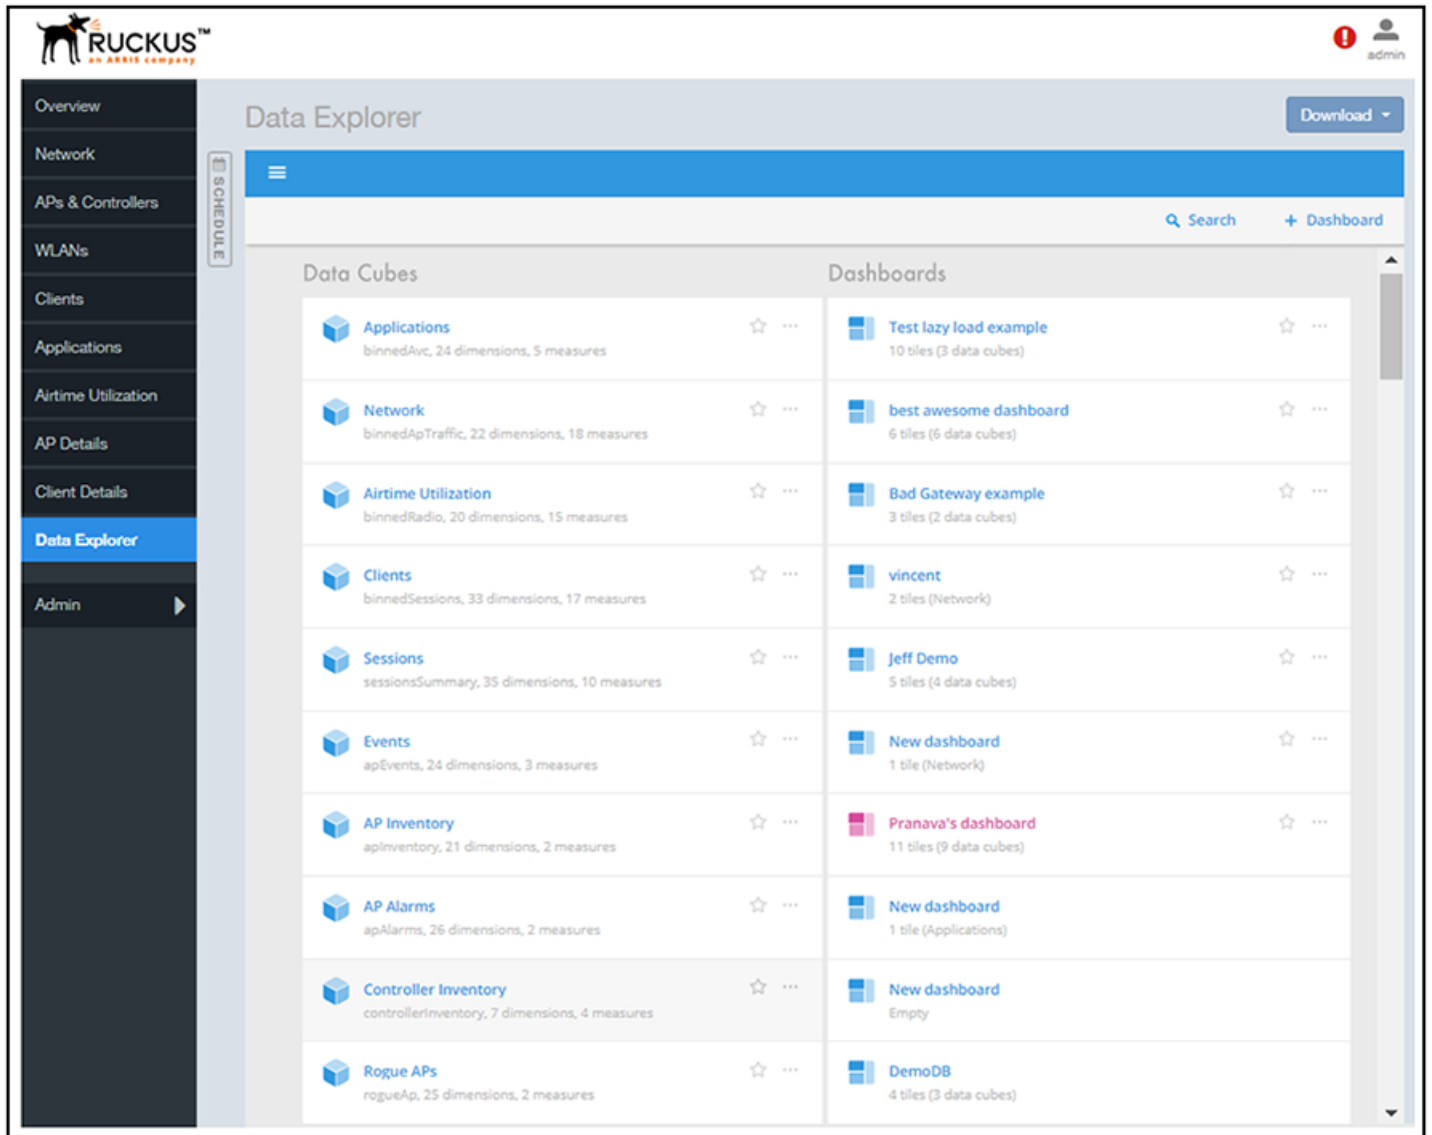 RUCKUS™
an ARRIS company
admin
Overview
Network
APs & Controllers
WLANs
Clients
Applications
Airtime Utilization
AP Details
Client Details
Data Explorer
Admin
SCHEDULE
Data Explorer
Download
Search
+ Dashboard
Data Cubes
Applications
binnedAvc, 24 dimensions, 5 measures
Network
binnedApTraffic, 22 dimensions, 18 measures
Airtime Utilization
binnedRadio, 20 dimensions, 15 measures
Clients
binnedSessions, 33 dimensions, 17 measures
Sessions
sessionsSummary, 35 dimensions, 10 measures
Events
apEvents, 24 dimensions, 3 measures
AP Inventory
apInventory, 21 dimensions, 2 measures
AP Alarms
apAlarms, 26 dimensions, 2 measures
Controller Inventory
controllerInventory, 7 dimensions, 4 measures
Rogue APs
rogueAp, 25 dimensions, 2 measures
Dashboards
Test lazy load example
10 tiles (3 data cubes)
best awesome dashboard
6 tiles (6 data cubes)
Bad Gateway example
3 tiles (2 data cubes)
vincent
2 tiles (Network)
Jeff Demo
5 tiles (4 data cubes)
New dashboard
1 tile (Network)
Pranava's dashboard
11 tiles (9 data cubes)
New dashboard
1 tile (Applications)
New dashboard
Empty
DemoDB
4 tiles (3 data cubes)